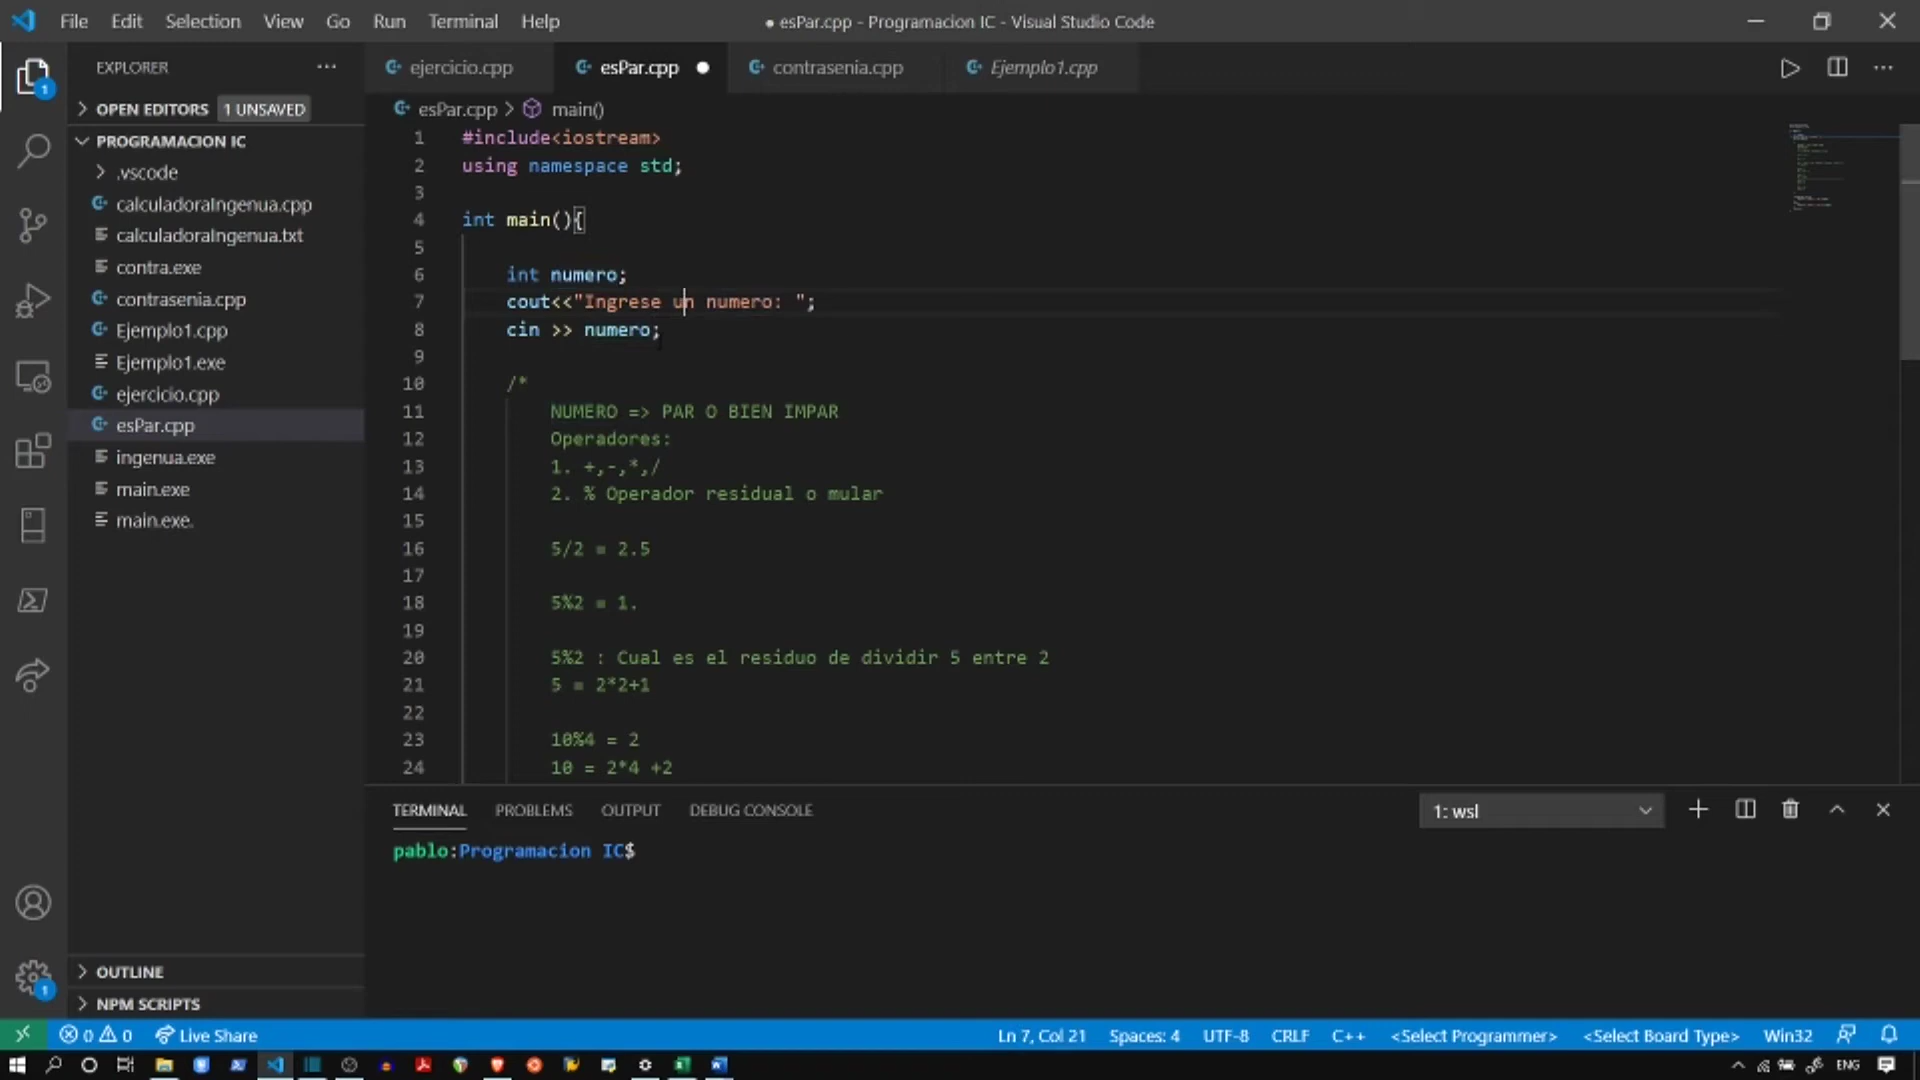 File Edit Selection View Go Run Terminal Help
● esPar.cpp - Programacion IC - Visual Studio Code
EXPLORER
ejercicio.cpp
esPar.cpp
contrasenia.cpp
Ejemplo1.cpp
OPEN EDITORS 1 UNSAVED
PROGRAMACION IC
.vscode
calculadoraIngenua.cpp
calculadoraIngenua.txt
contra.exe
contrasenia.cpp
Ejemplo1.cpp
Ejemplo1.exe
ejercicio.cpp
esPar.cpp
ingenua.exe
main.exe
main.exe.
OUTLINE
NPM SCRIPTS
esPar.cpp > main()
1 #include<iostream>
2 using namespace std;
3
4 int main(){
5
6 int numero;
7 cout<<"Ingrese un numero: ";
8 cin >> numero;
9
10 /*
11 NUMERO => PAR O BIEN IMPAR
12 Operadores:
13 1. +,-,*,/
14 2. % Operador residual o mular
15
16 5/2 = 2.5
17
18 5%2 = 1.
19
20 5%2 : Cual es el residuo de dividir 5 entre 2
21 5 = 2*2+1
22
23 10%4 = 2
24 10 = 2*4 +2
TERMINAL PROBLEMS OUTPUT DEBUG CONSOLE
1: wsl
pablo:Programacion IC$
0 0 Live Share
Ln 7, Col 21 Spaces: 4 UTF-8 CRLF C++ <Select Programmer> <Select Board Type> Win32
ENG